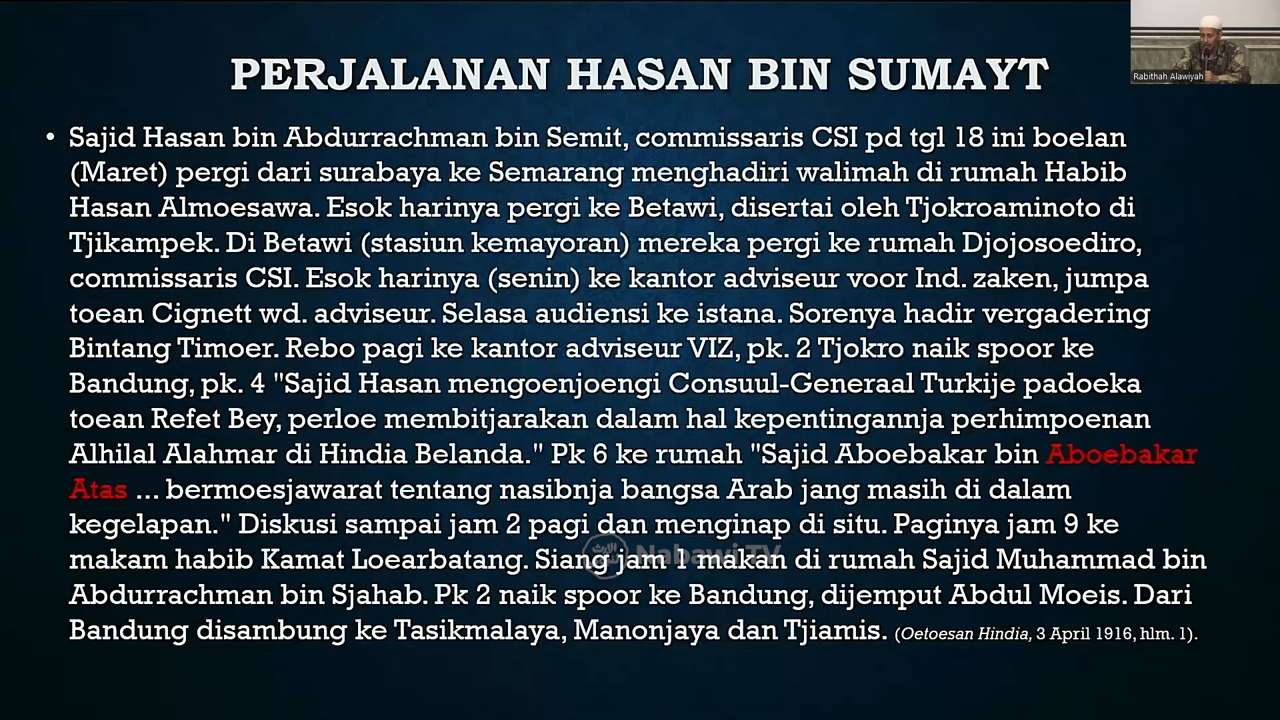 Rabithah Alawiyah
PERJALANAN HASAN BIN SUMAYT
• Sajid Hasan bin Abdurrachman bin Semit, commissaris CSI pd tgl 18 ini boelan
(Maret) pergi dari surabaya ke Semarang menghadiri walimah di rumah Habib
Hasan Almoesawa. Esok harinya pergi ke Betawi, disertai oleh Tjokroaminoto di
Tjikampek. Di Betawi (stasiun kemayoran) mereka pergi ke rumah Djojosoediro,
commissaris CSI. Esok harinya (senin) ke kantor adviseur voor Ind. zaken, jumpa
toean Cignett wd. adviseur. Selasa audiensi ke istana. Sorenya hadir vergadering
Bintang Timoer. Rebo pagi ke kantor adviseur VIZ, pk. 2 Tjokro naik spoor ke
Bandung, pk. 4 "Sajid Hasan mengoenjoengi Consuul-Generaal Turkije padoeka
toean Refet Bey, perloe membitjarakan dalam hal kepentingannja perhimpoenan
Alhilal Alahmar di Hindia Belanda." Pk 6 ke rumah "Sajid Aboebakar bin Aboebakar
Atas ... bermoesjawarat tentang nasibnja bangsa Arab jang masih di dalam
kegelapan." Diskusi sampai jam 2 pagi dan menginap di situ. Paginya jam 9 ke
makam habib Kamat Loearbatang. Siang jam 1 makan di rumah Sajid Muhammad bin
Abdurrachman bin Sjahab. Pk 2 naik spoor ke Bandung, dijemput Abdul Moeis. Dari
Bandung disambung ke Tasikmalaya, Manonjaya dan Tjiamis. (Oetoesan Hindia, 3 April 1916, hlm. 1).
Nabawi TV